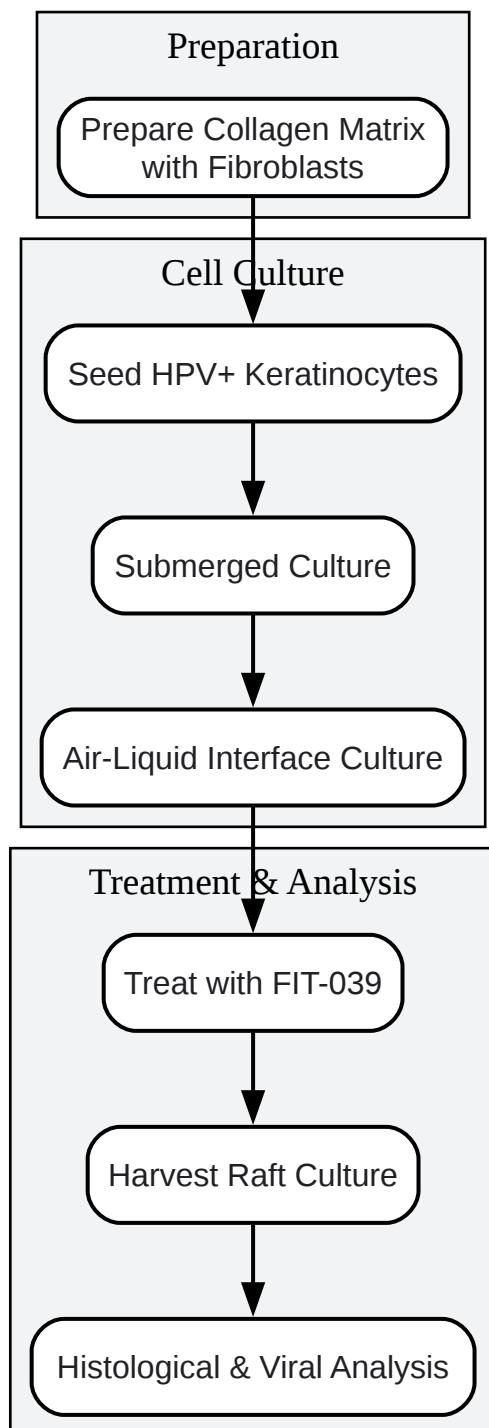 Preparation
Prepare Collagen Matrix
with Fibroblasts
Cell Culture
Seed HPV+ Keratinocytes
Submerged Culture
Air-Liquid Interface Culture
Treatment & Analysis
Treat with FIT-039
Harvest Raft Culture
Histological & Viral Analysis